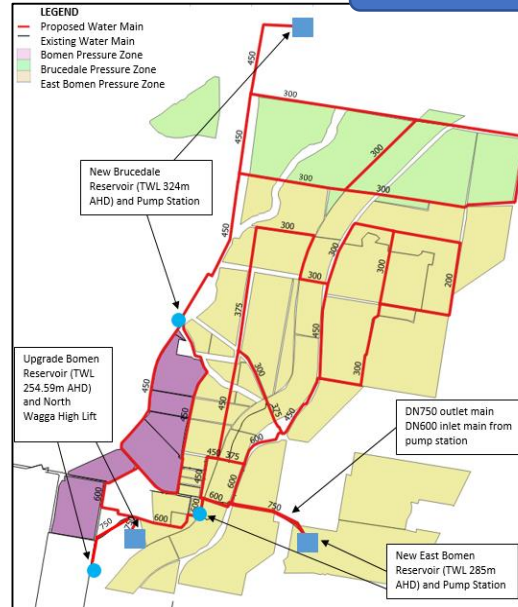 LEGEND
Proposed Water Main
Existing Water Main
Bomen Pressure Zone
Brucedale Pressure Zone
East Bomen Pressure Zone
450
300
450
300
New Brucedale
Reservoir (TWL 324m
AHD) and Pump Station
300
300
450
300
300
300
200
375
450
300
Upgrade Bomen
Reservoir (TWL
254.59m AHD)
and North
Wagga High Lift
450
450
450
300
375
450
300
DN750 outlet main
DN600 inlet main from
pump station
600
450
375
600
600
600
600
750
750
600
New East Bomen
Reservoir (TWL 285m
AHD) and Pump Station